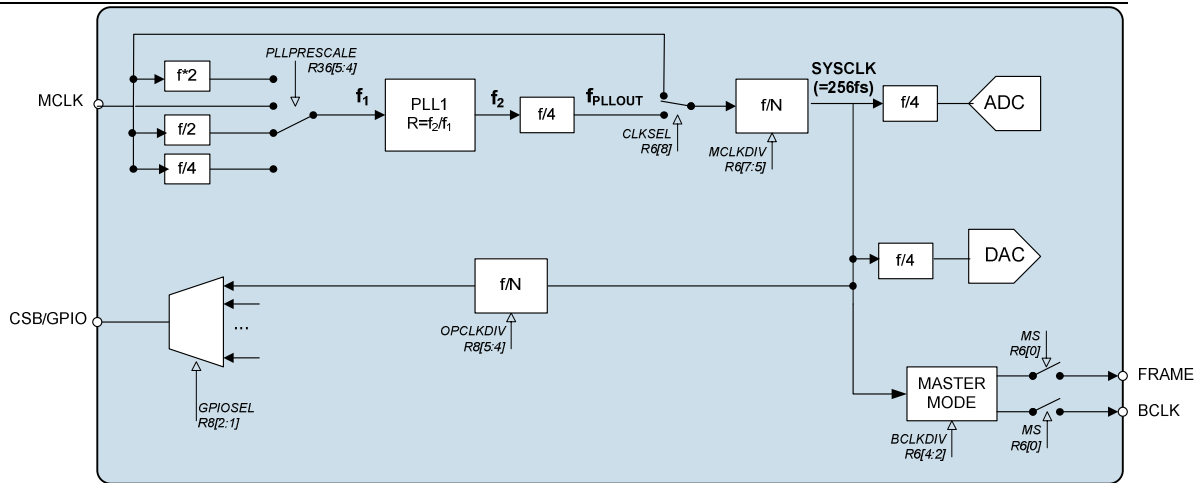 PLLPRESCALE
R36[5:4]
f*2
MCLK
f/2
f/4
f1
PLL1
R=f2/f1
f2
f/4
fPLLOUT
CLKSEL
R6[8]
f/N
MCLKDIV
R6[7:5]
SYSCLK
(=256fs)
f/4
ADC
f/4
DAC
f/N
OPCLKDIV
R8[5:4]
CSB/GPIO
...
GPIOSEL
R8[2:1]
MASTER
MODE
BCLKDIV
R6[4:2]
MS
R6[0]
FRAME
BCLK
MS
R6[0]